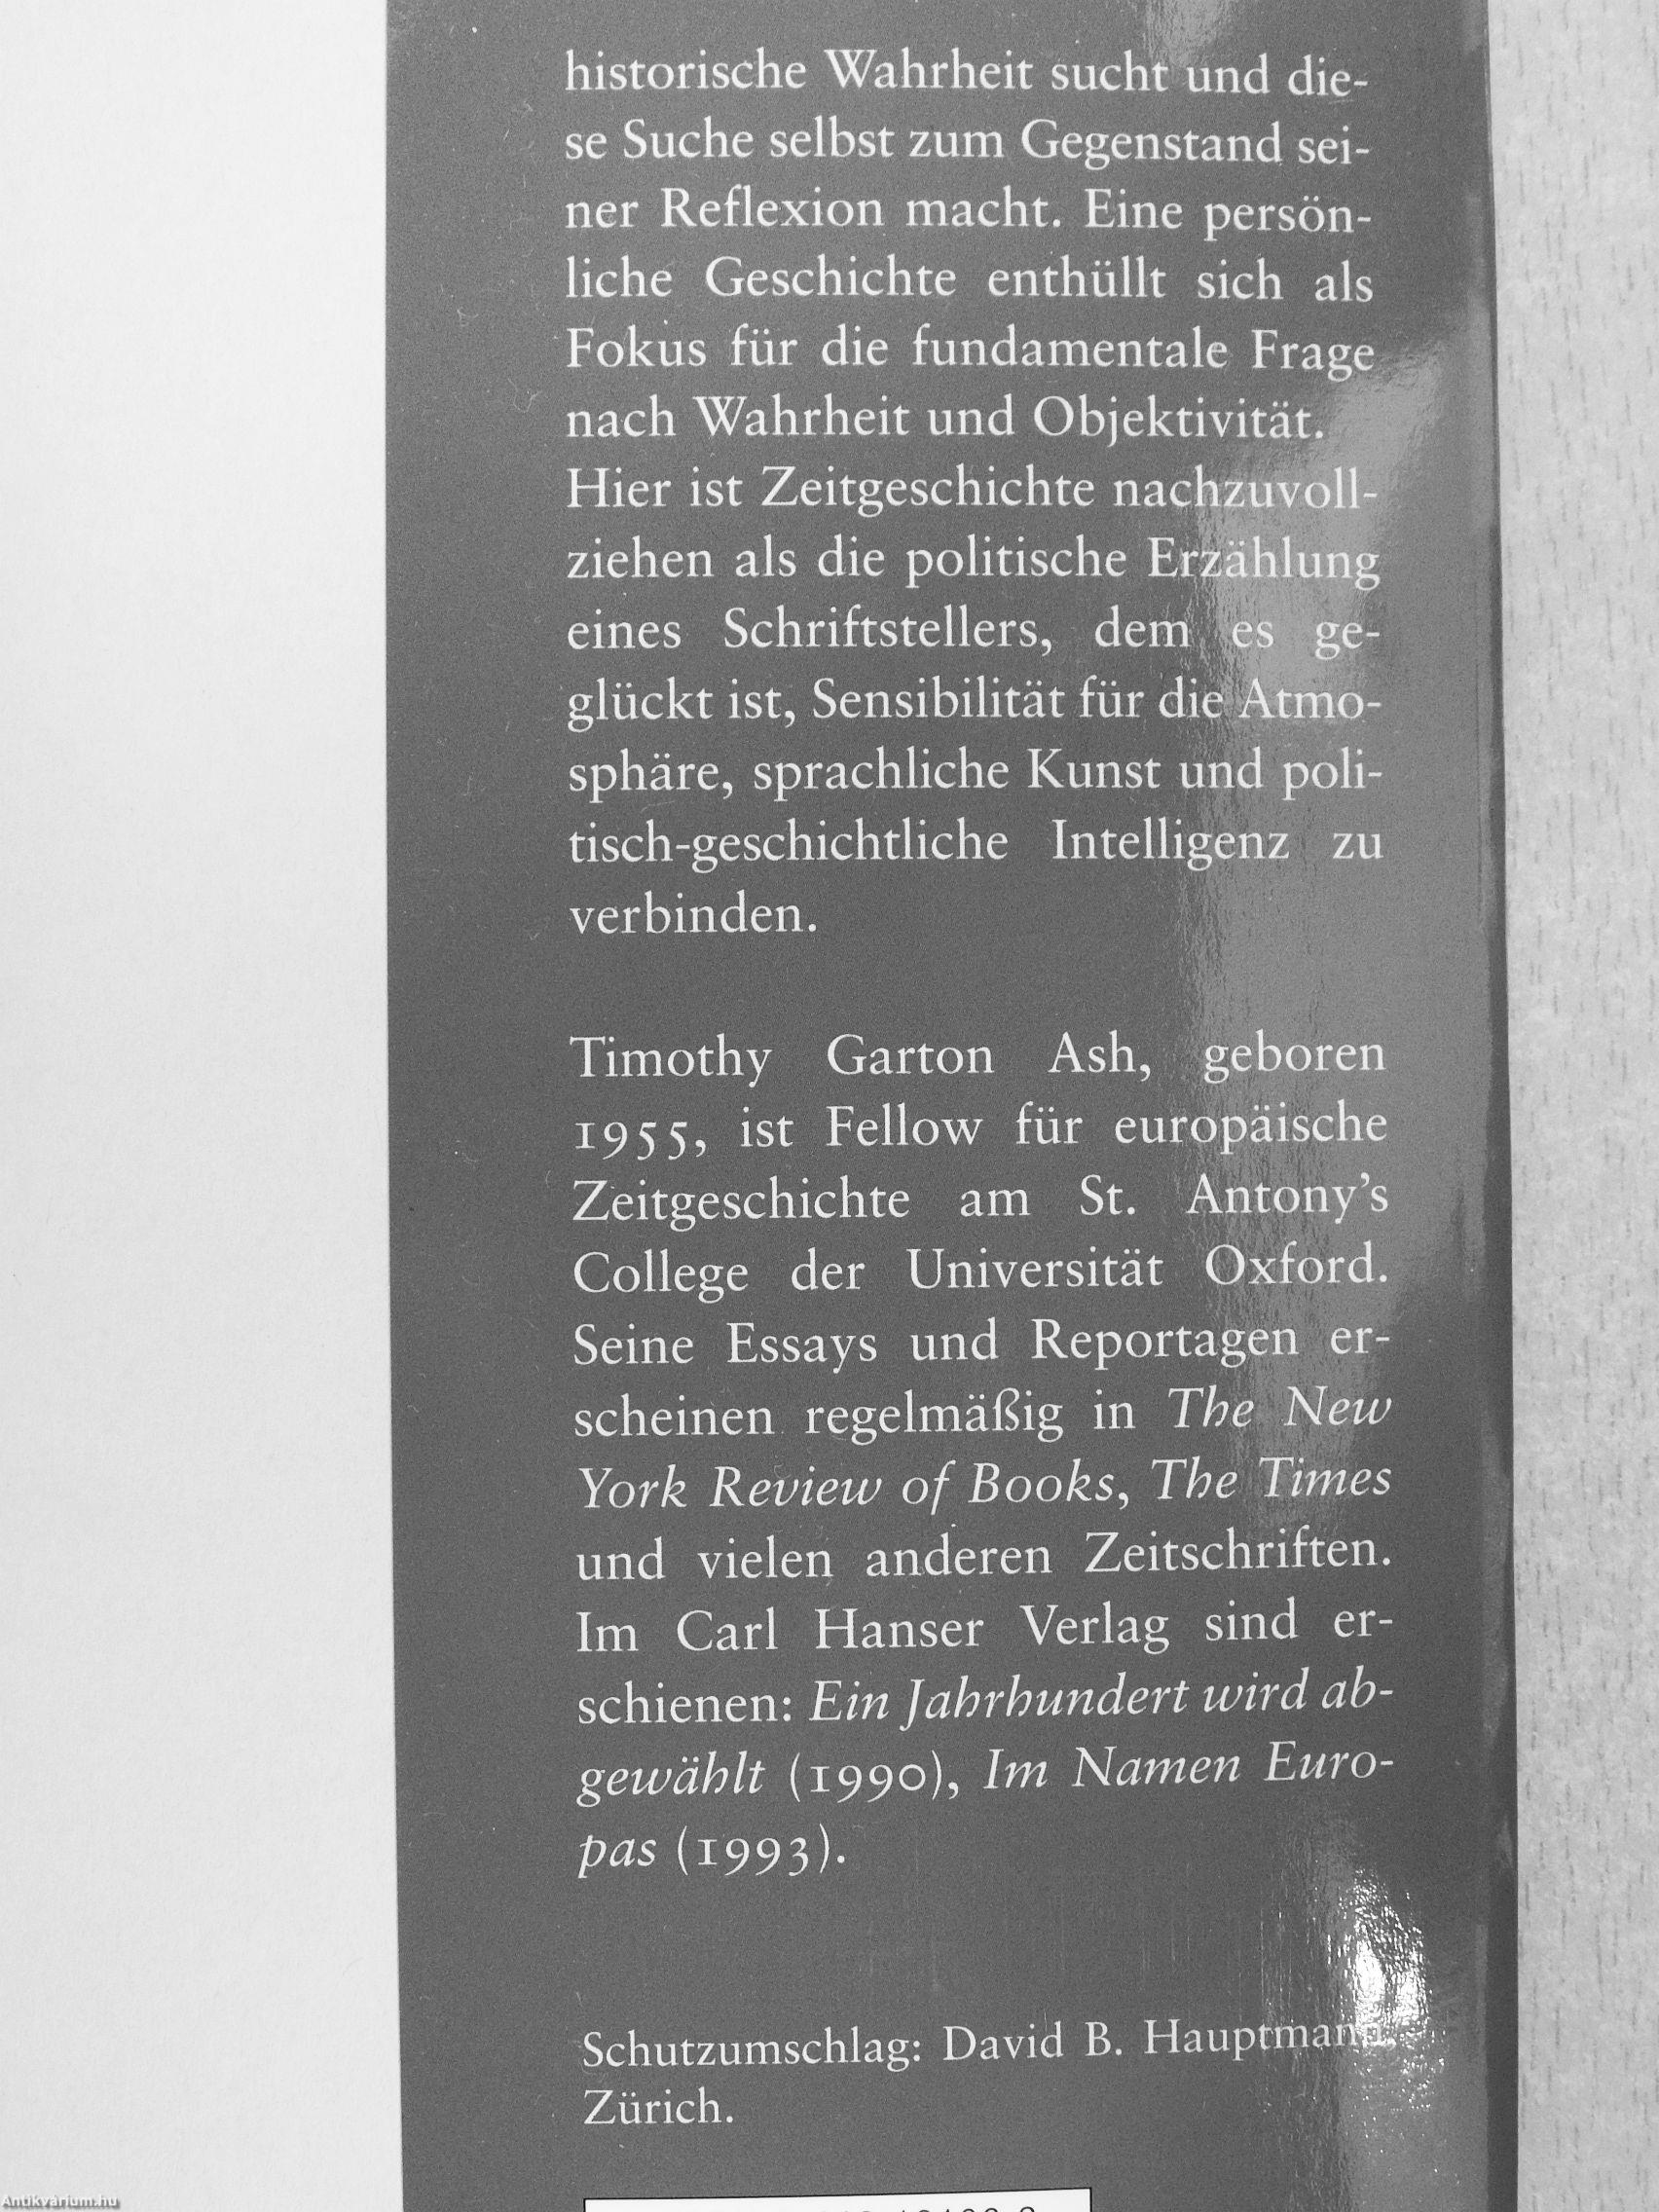 historische Wahrheit sucht und die-
se Suche selbst zum Gegenstand sei-
ner Reflexion macht. Eine persön-
liche Geschichte enthüllt sich als
Fokus für die fundamentale Frage
nach Wahrheit und Objektivität.
Hier ist Zeitgeschichte nachzuvoll-
ziehen als die politische Erzählung
eines Schriftstellers, dem es ge-
glückt ist, Sensibilität für die Atmo-
sphäre, sprachliche Kunst und poli-
tisch-geschichtliche Intelligenz zu
verbinden.
Timothy Garton Ash, geboren
1955, ist Fellow für europäische
Zeitgeschichte am St. Antony's
College der Universität Oxford.
Seine Essays und Reportagen er-
scheinen regelmäßig in The New
York Review of Books, The Times
und vielen anderen Zeitschriften.
Im Carl Hanser Verlag sind er-
schienen: Ein Jahrhundert wird ab-
gewählt (1990), Im Namen Euro-
pas (1993).
Schutzumschlag: David B. Hauptmann
Zürich.
Antikvárium.hu